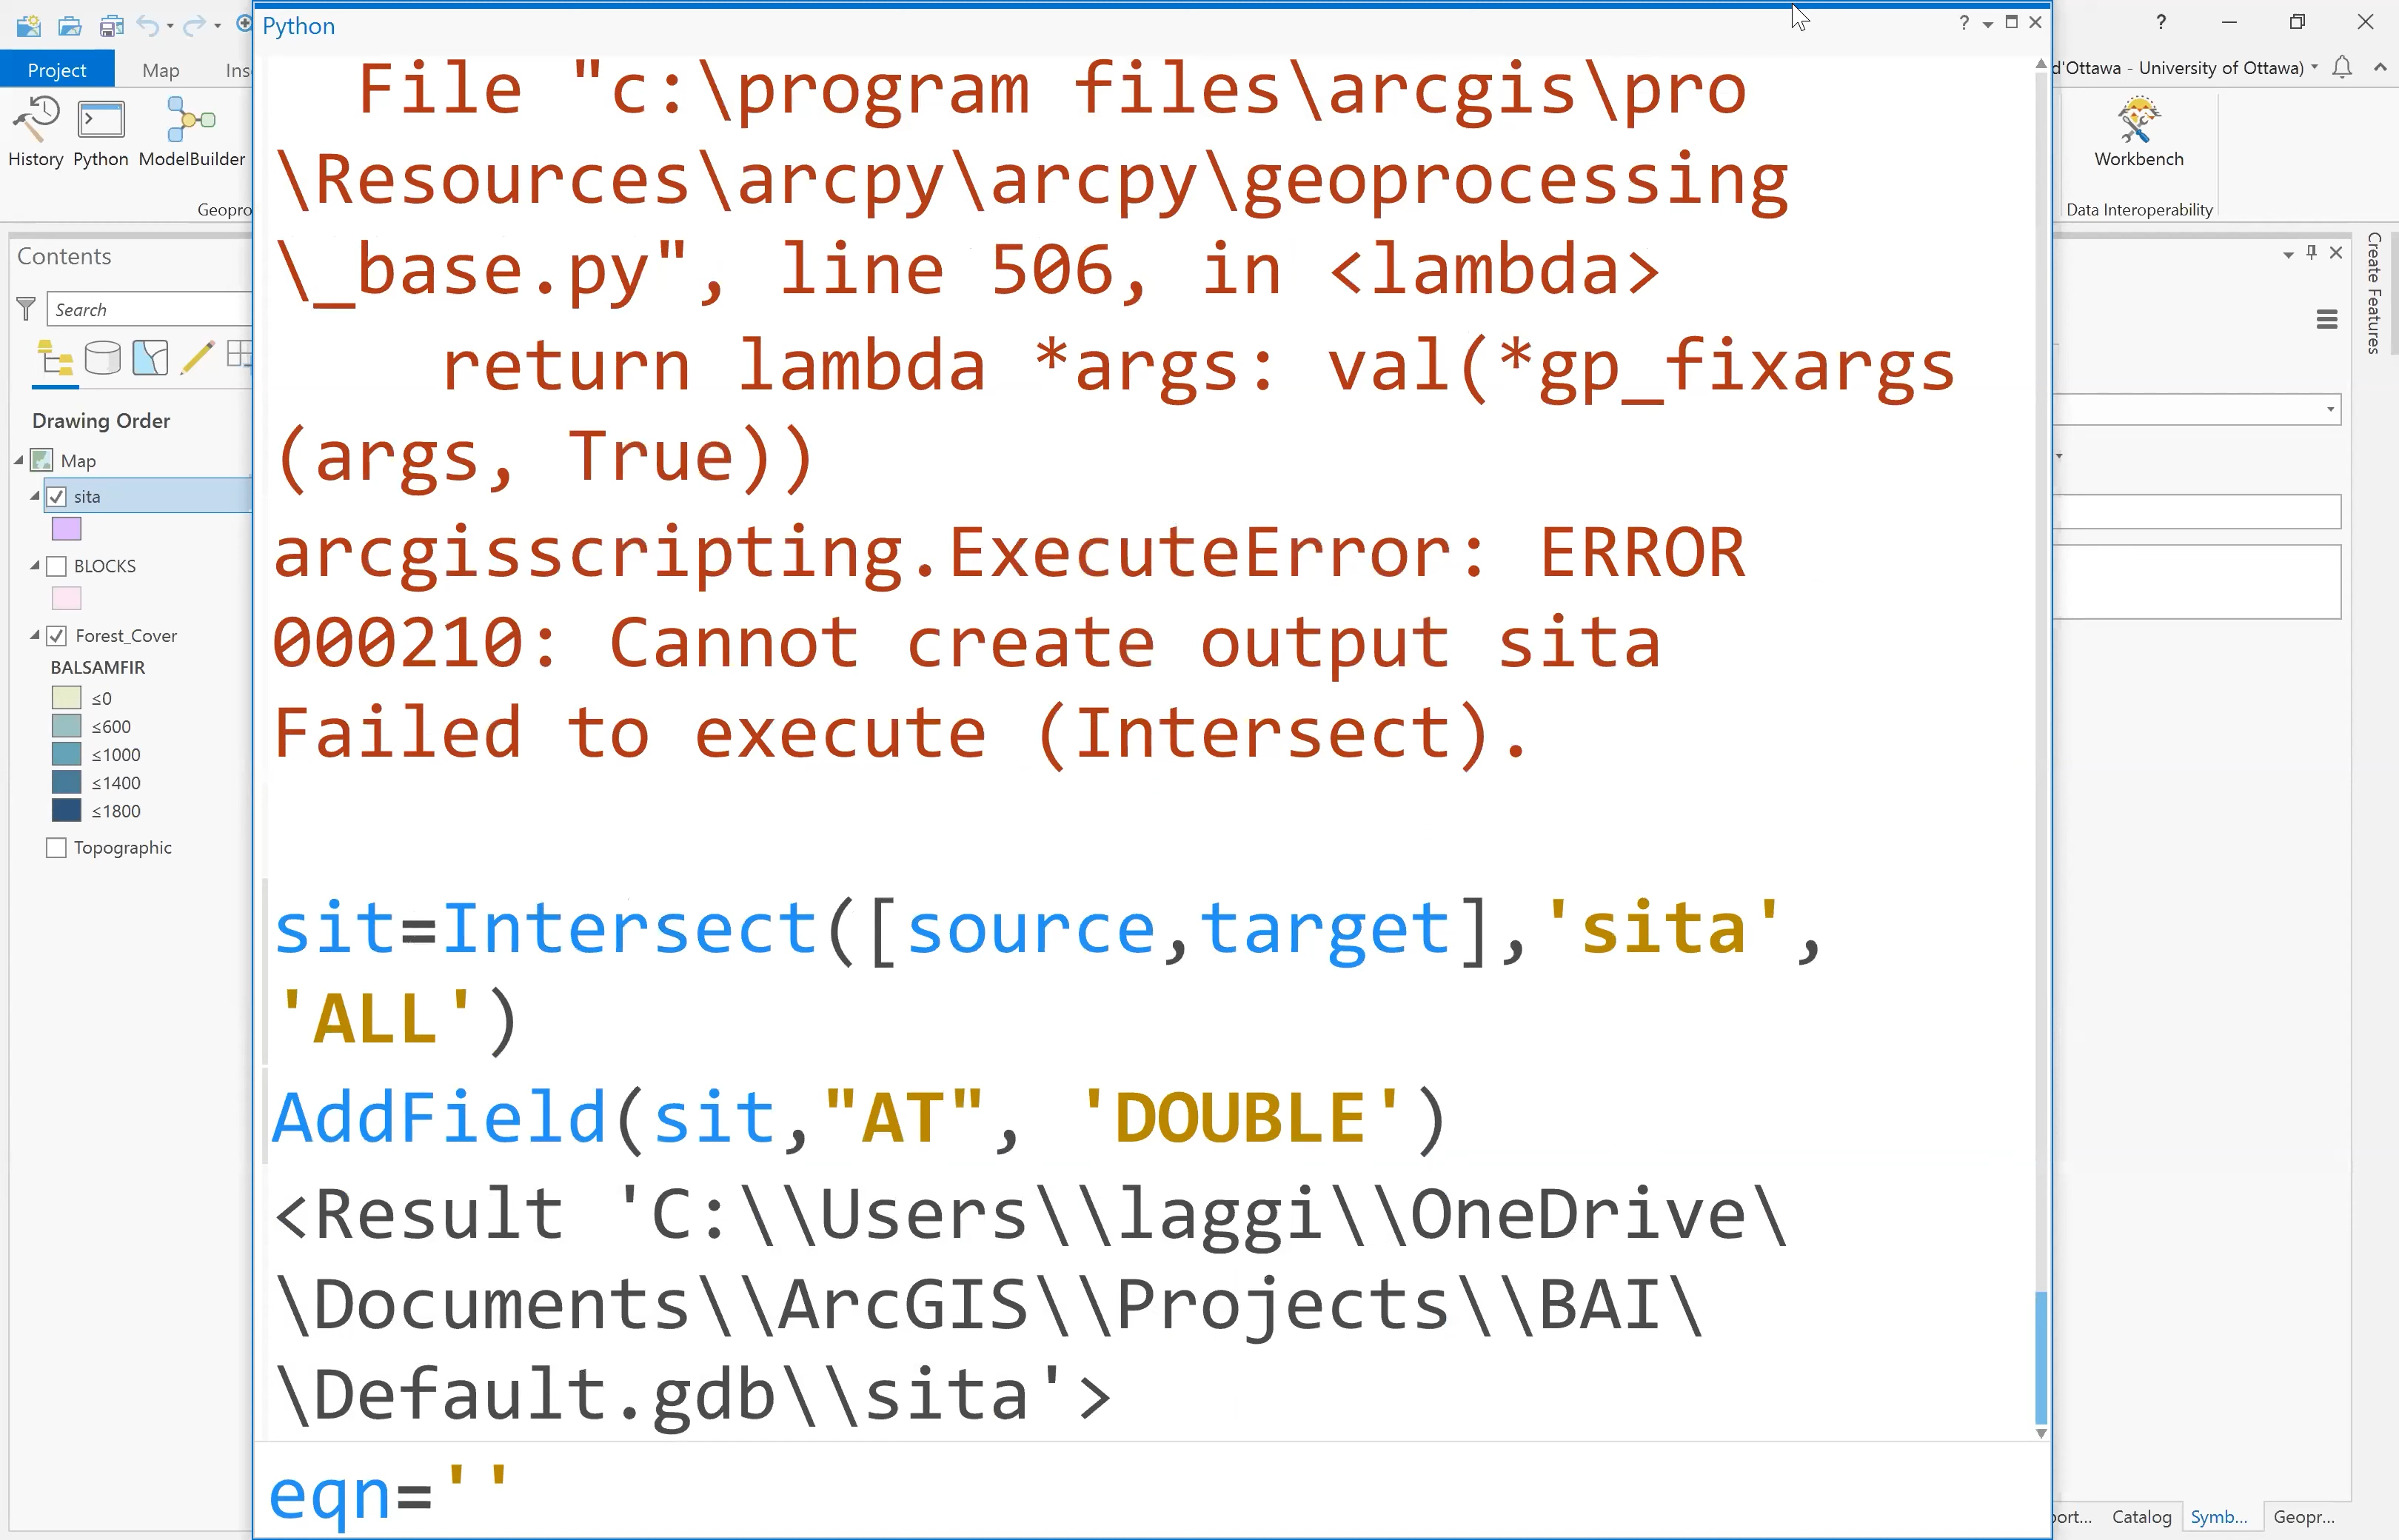 Python
?
Project
Map
Ins
d'Ottawa - University of Ottawa)
History
Python
ModelBuilder
Workbench
Geopro
Data Interoperability
Contents
Search
Drawing Order
Map
sita
BLOCKS
Forest_Cover
BALSAMFIR
≤0
≤600
≤1000
≤1400
≤1800
Topographic
File "c:\program files\arcgis\pro
\Resources\arcpy\arcpy\geoprocessing
\_base.py", line 506, in <lambda>
return lambda *args: val(*gp_fixargs
(args, True))
arcgisscripting.ExecuteError: ERROR
000210: Cannot create output sita
Failed to execute (Intersect).
sit=Intersect([source,target],'sita',
'ALL')
AddField(sit,"AT", 'DOUBLE')
<Result 'C:\\Users\\laggi\\OneDrive\
\Documents\\ArcGIS\\Projects\\BAI\
\Default.gdb\\sita'>
eqn=''
Create Features
ort...
Catalog
Symb...
Geopr...